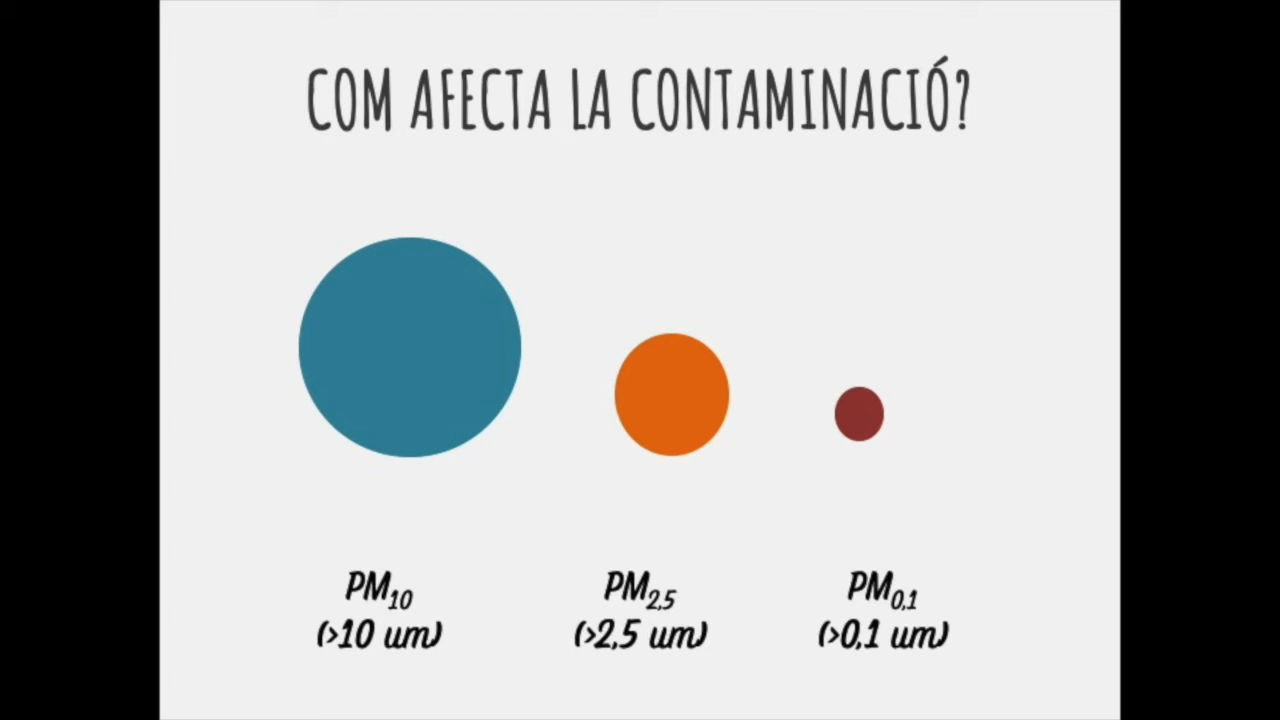 COM AFECTA LA CONTAMINACIÓ?
PM10 PM2,5 PM0,1
(>10 um) (>2,5 um) (>0,1 um)